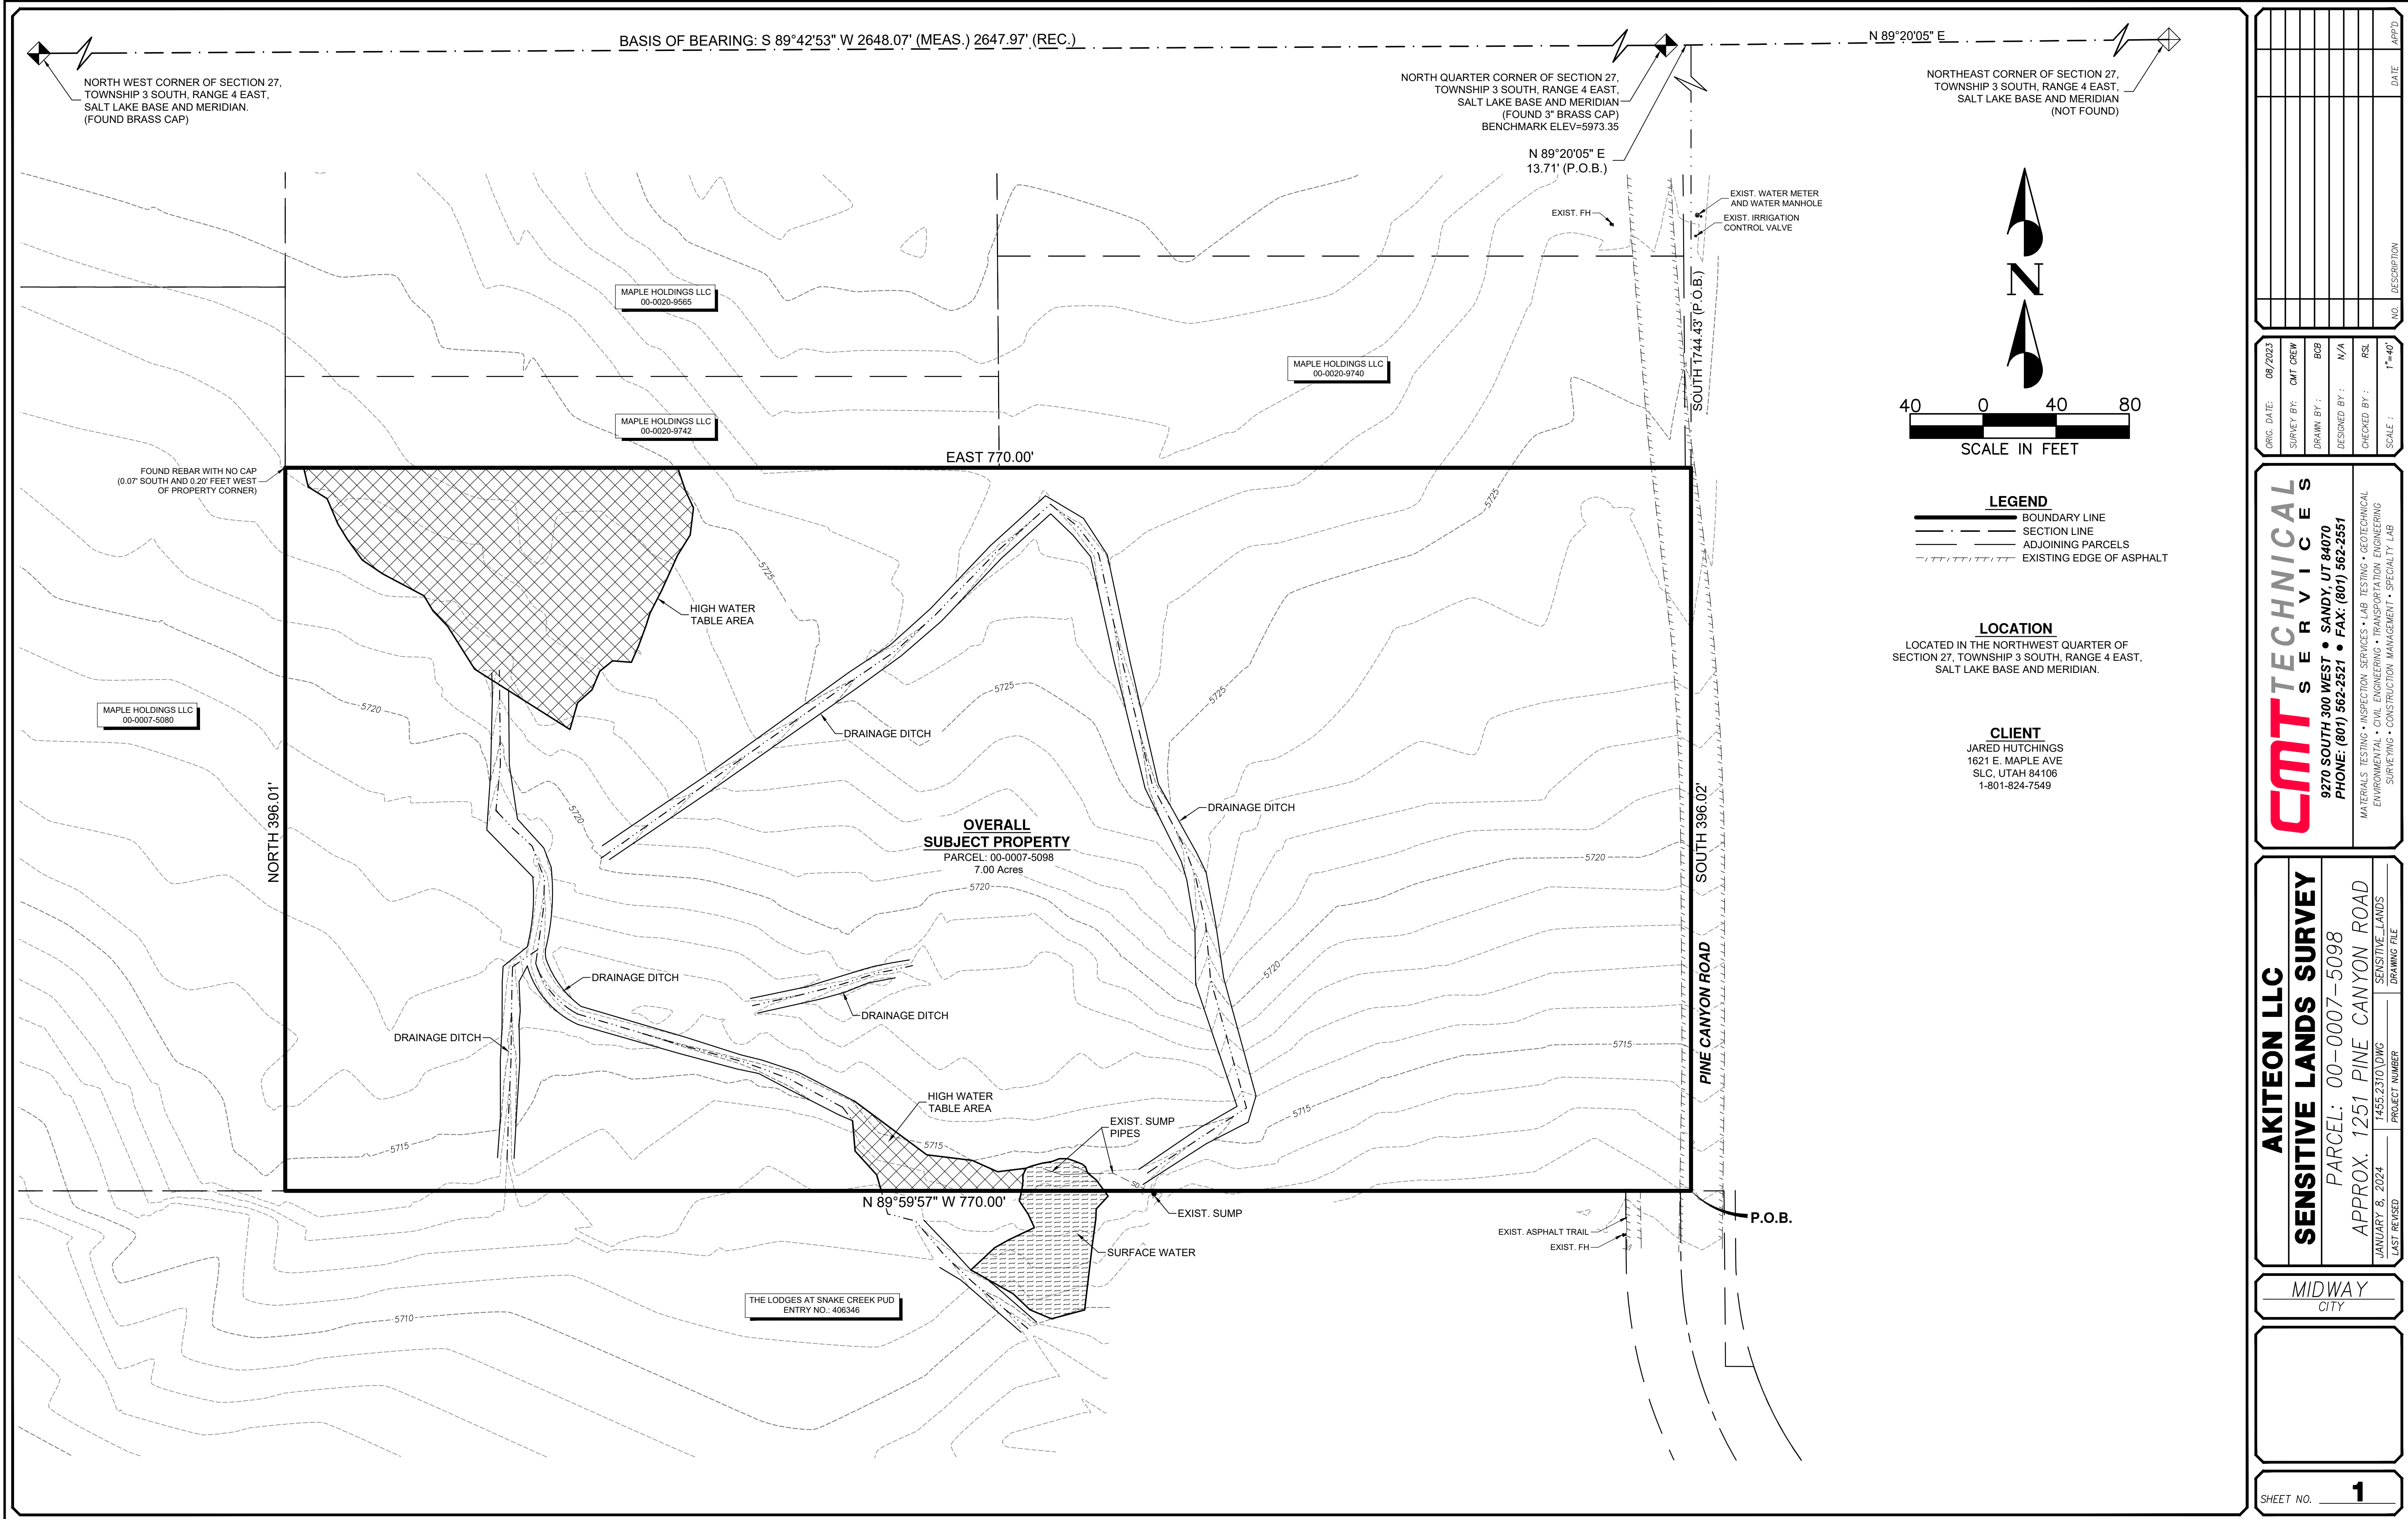 BASIS OF BEARING: S 89°42'53" W 2648.07' (MEAS.) 2647.97' (REC.)
N 89°20'05" E
NORTH WEST CORNER OF SECTION 27,
TOWNSHIP 3 SOUTH, RANGE 4 EAST,
SALT LAKE BASE AND MERIDIAN.
(FOUND BRASS CAP)
NORTH QUARTER CORNER OF SECTION 27,
TOWNSHIP 3 SOUTH, RANGE 4 EAST,
SALT LAKE BASE AND MERIDIAN
(FOUND 3" BRASS CAP)
BENCHMARK ELEV=5973.35
NORTHEAST CORNER OF SECTION 27,
TOWNSHIP 3 SOUTH, RANGE 4 EAST,
SALT LAKE BASE AND MERIDIAN
(NOT FOUND)
N 89°20'05" E
13.71' (P.O.B.)
EXIST. FH
EXIST. WATER METER
AND WATER MANHOLE
EXIST. IRRIGATION
CONTROL VALVE
SOUTH 1744.43' (P.O.B.)
MAPLE HOLDINGS LLC
00-0020-9565
MAPLE HOLDINGS LLC
00-0020-9740
MAPLE HOLDINGS LLC
00-0020-9742
N
40 0 40 80
SCALE IN FEET
FOUND REBAR WITH NO CAP
(0.07' SOUTH AND 0.20' FEET WEST
OF PROPERTY CORNER)
EAST 770.00'
LEGEND
BOUNDARY LINE
SECTION LINE
ADJOINING PARCELS
EXISTING EDGE OF ASPHALT
5725
5725
HIGH WATER
TABLE AREA
LOCATION
LOCATED IN THE NORTHWEST QUARTER OF
SECTION 27, TOWNSHIP 3 SOUTH, RANGE 4 EAST,
SALT LAKE BASE AND MERIDIAN.
5725
5725
5720
MAPLE HOLDINGS LLC
00-0007-5080
DRAINAGE DITCH
CLIENT
JARED HUTCHINGS
1621 E. MAPLE AVE
SLC, UTAH 84106
1-801-824-7549
NORTH 396.01'
5720
DRAINAGE DITCH
SOUTH 396.02'
OVERALL
SUBJECT PROPERTY
PARCEL: 00-0007-5098
7.00 Acres
5720
5720
5720
DRAINAGE DITCH
DRAINAGE DITCH
DRAINAGE DITCH
PINE CANYON ROAD
5715
HIGH WATER
TABLE AREA
5715
EXIST. SUMP
PIPES
5715
5715
SD
N 89°59'57" W 770.00'
EXIST. SUMP
P.O.B.
EXIST. ASPHALT TRAIL
EXIST. FH
SURFACE WATER
THE LODGES AT SNAKE CREEK PUD
ENTRY NO.: 406346
5710
NO. DESCRIPTION DATE APP'D
ORIG. DATE: 08/2023
SURVEY BY: CMT CREW
DRAWN BY : BCB
DESIGNED BY : N/A
CHECKED BY : RSL
SCALE : 1"=40'
CMT TECHNICAL
SERVICES
9270 SOUTH 300 WEST • SANDY, UT 84070
PHONE: (801) 562-2521 • FAX: (801) 562-2551
MATERIALS TESTING • INSPECTION SERVICES • LAB TESTING • GEOTECHNICAL
ENVIRONMENTAL • CIVIL ENGINEERING • TRANSPORTATION ENGINEERING
SURVEYING • CONSTRUCTION MANAGEMENT • SPECIALTY LAB
AKITEON LLC
SENSITIVE LANDS SURVEY
PARCEL: 00-0007-5098
APPROX. 1251 PINE CANYON ROAD
JANUARY 8, 2024 1455.2310\DWG SENSITIVE_LANDS
LAST REVISED PROJECT NUMBER DRAWING FILE
MIDWAY
CITY
SHEET NO. 1